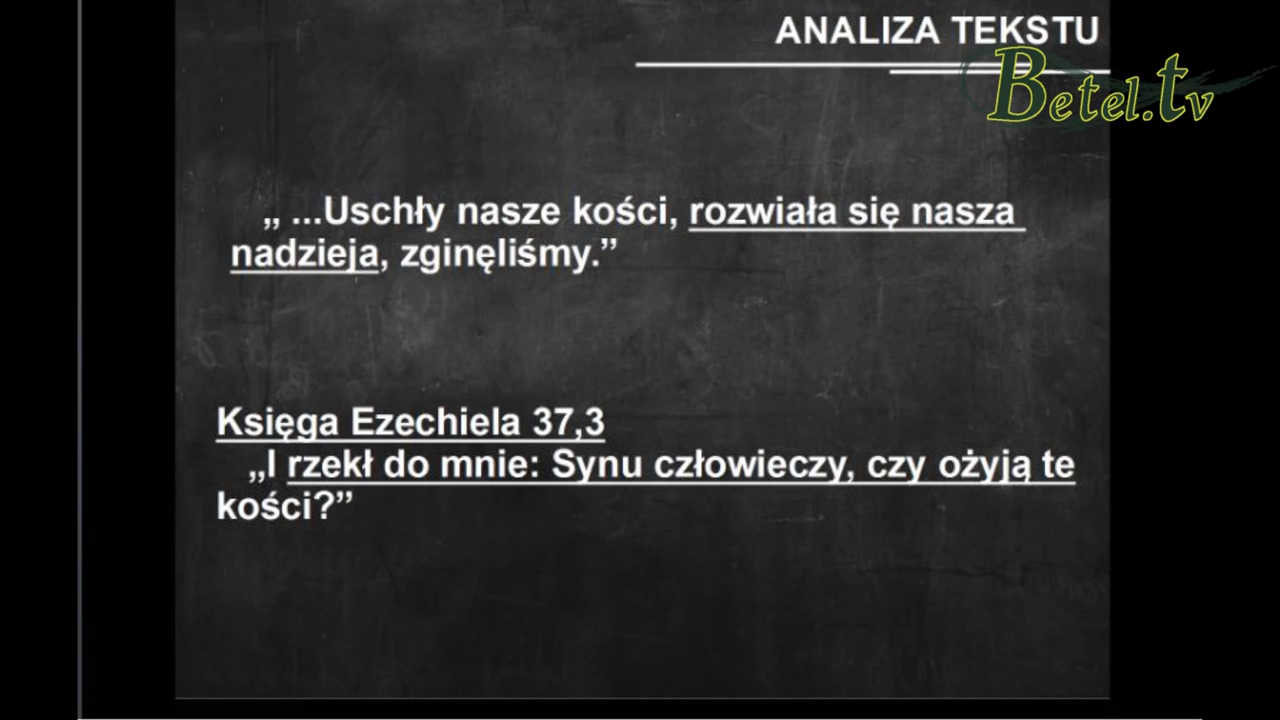 ANALIZA TEKSTU
Betel.tv
„ ...Uschły nasze kości, rozwiała się nasza
nadzieja, zginęliśmy.”
Księga Ezechiela 37,3
„I rzekł do mnie: Synu człowieczy, czy ożyją te
kości?”